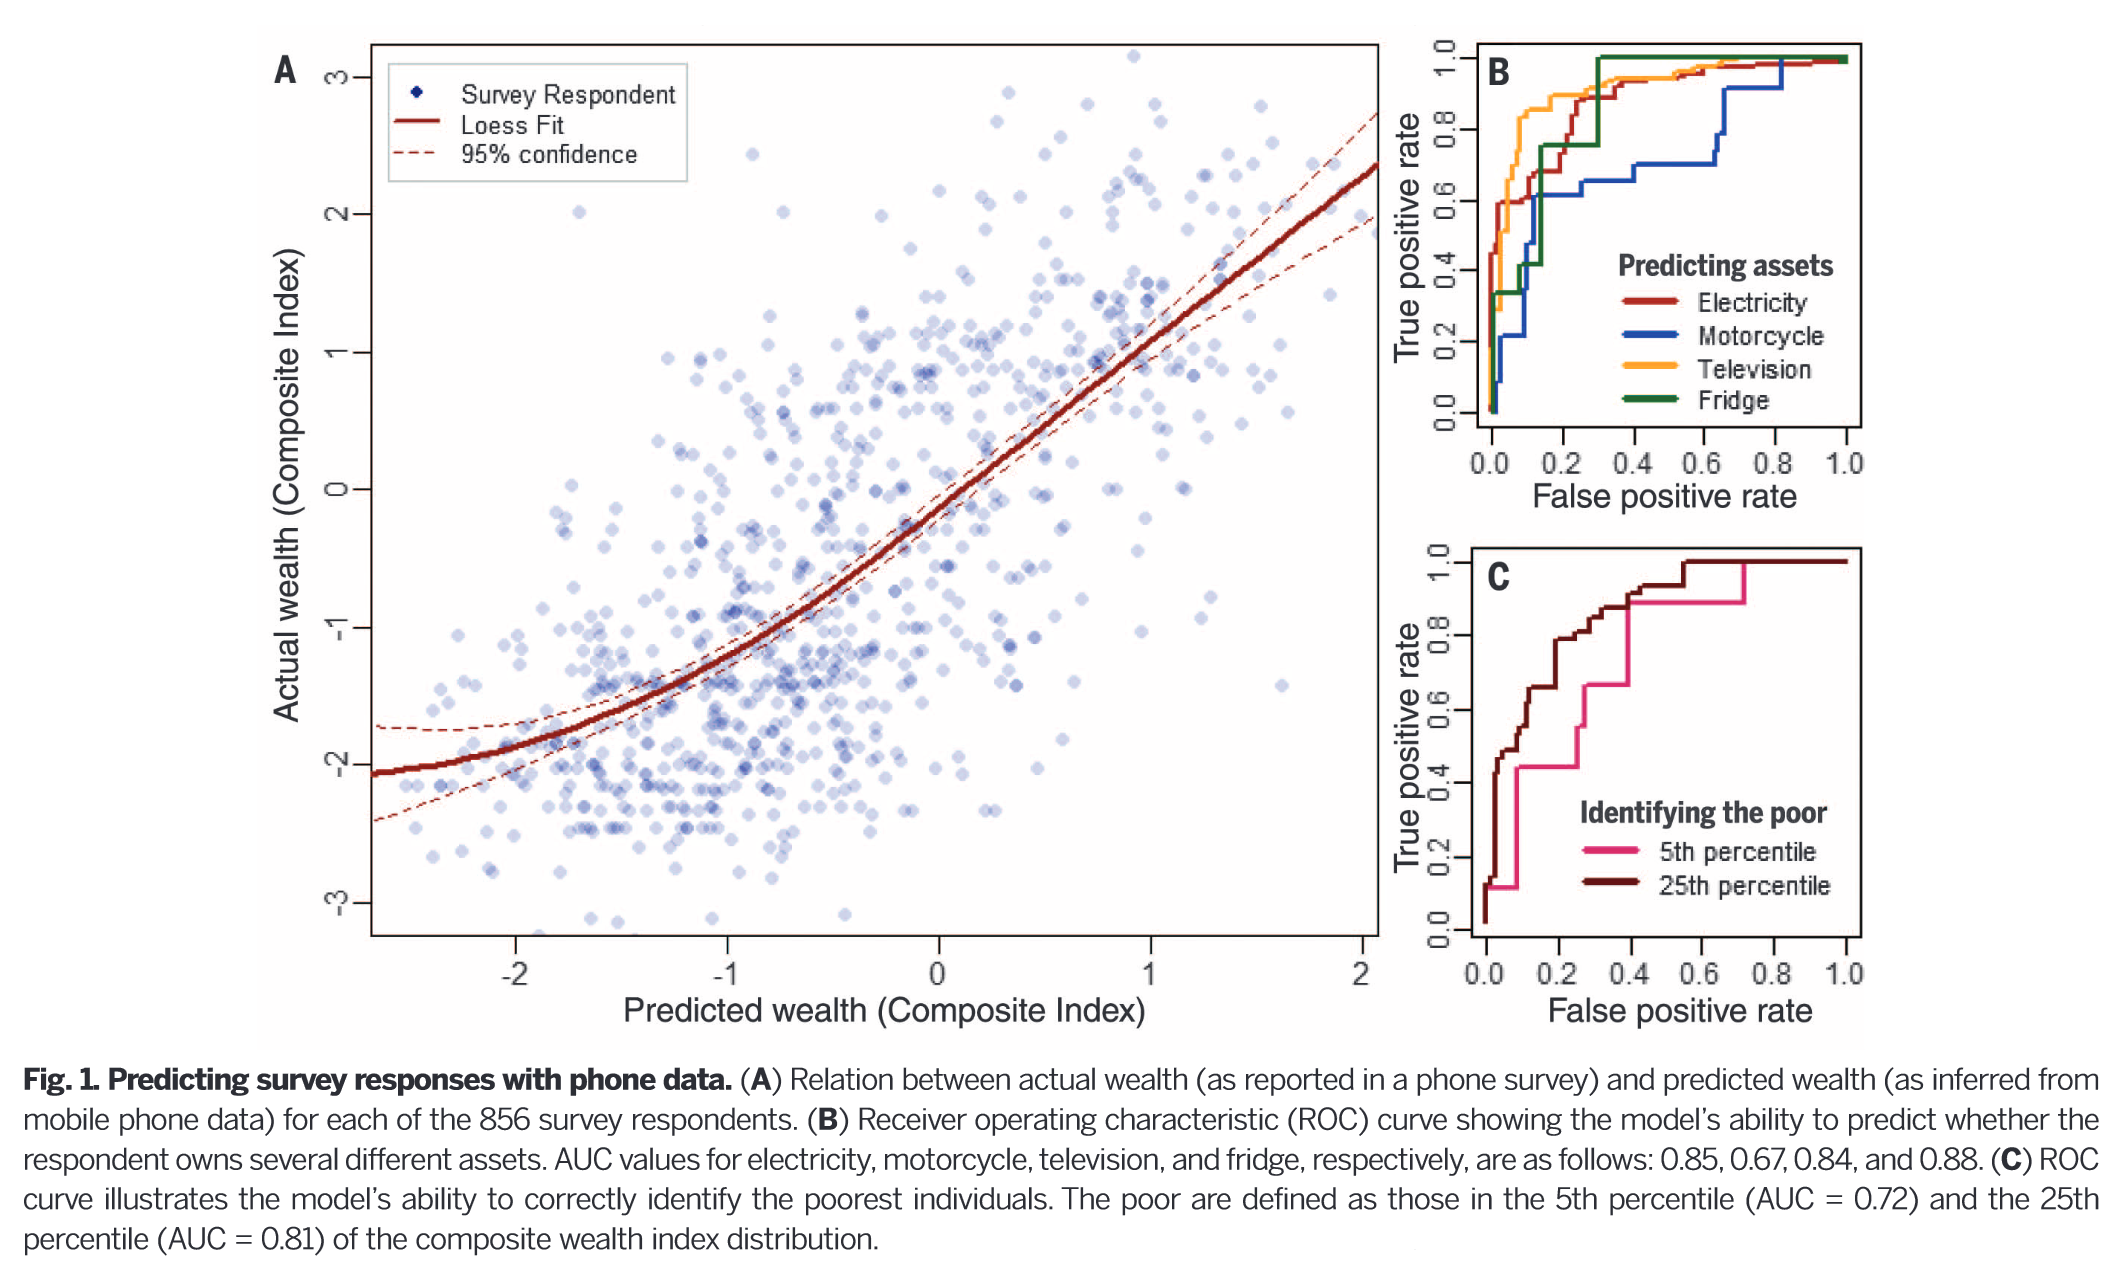 A
Survey Respondent
Loess Fit
95% confidence
3
2
1
0
-1
-2
-3
Actual wealth (Composite Index)
-2 -1 0 1 2
Predicted wealth (Composite Index)
B
1.0
0.8
0.6
0.4
0.2
0.0
True positive rate
Predicting assets
Electricity
Motorcycle
Television
Fridge
0.0 0.2 0.4 0.6 0.8 1.0
False positive rate
C
1.0
0.8
0.6
0.4
0.2
0.0
True positive rate
Identifying the poor
5th percentile
25th percentile
0.0 0.2 0.4 0.6 0.8 1.0
False positive rate
Fig. 1. Predicting survey responses with phone data. (A) Relation between actual wealth (as reported in a phone survey) and predicted wealth (as inferred from
mobile phone data) for each of the 856 survey respondents. (B) Receiver operating characteristic (ROC) curve showing the model's ability to predict whether the
respondent owns several different assets. AUC values for electricity, motorcycle, television, and fridge, respectively, are as follows: 0.85, 0.67, 0.84, and 0.88. (C) ROC
curve illustrates the model's ability to correctly identify the poorest individuals. The poor are defined as those in the 5th percentile (AUC = 0.72) and the 25th
percentile (AUC = 0.81) of the composite wealth index distribution.